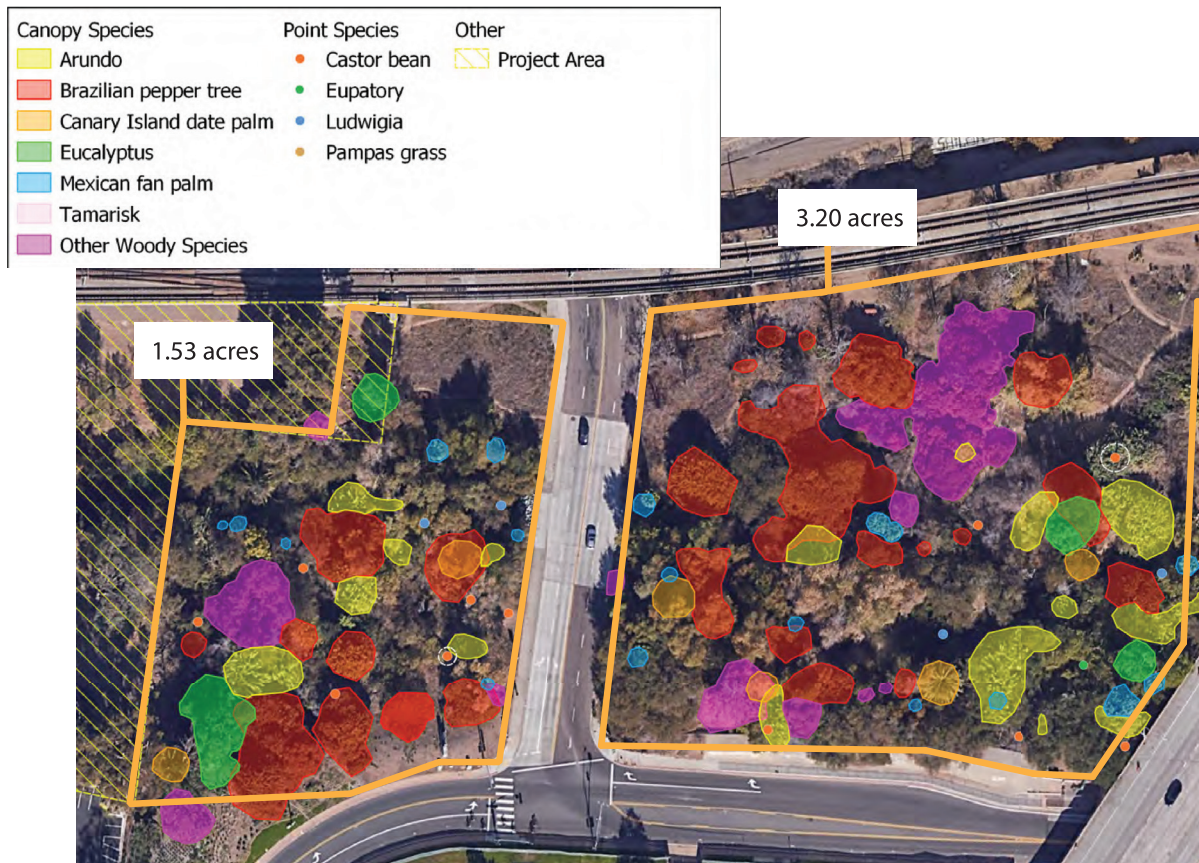 Canopy Species
Arundo
Brazilian pepper tree
Canary Island date palm
Eucalyptus
Mexican fan palm
Tamarisk
Other Woody Species
Point Species
Castor bean
Eupatory
Ludwigia
Pampas grass
Other
Project Area
3.20 acres
1.53 acres